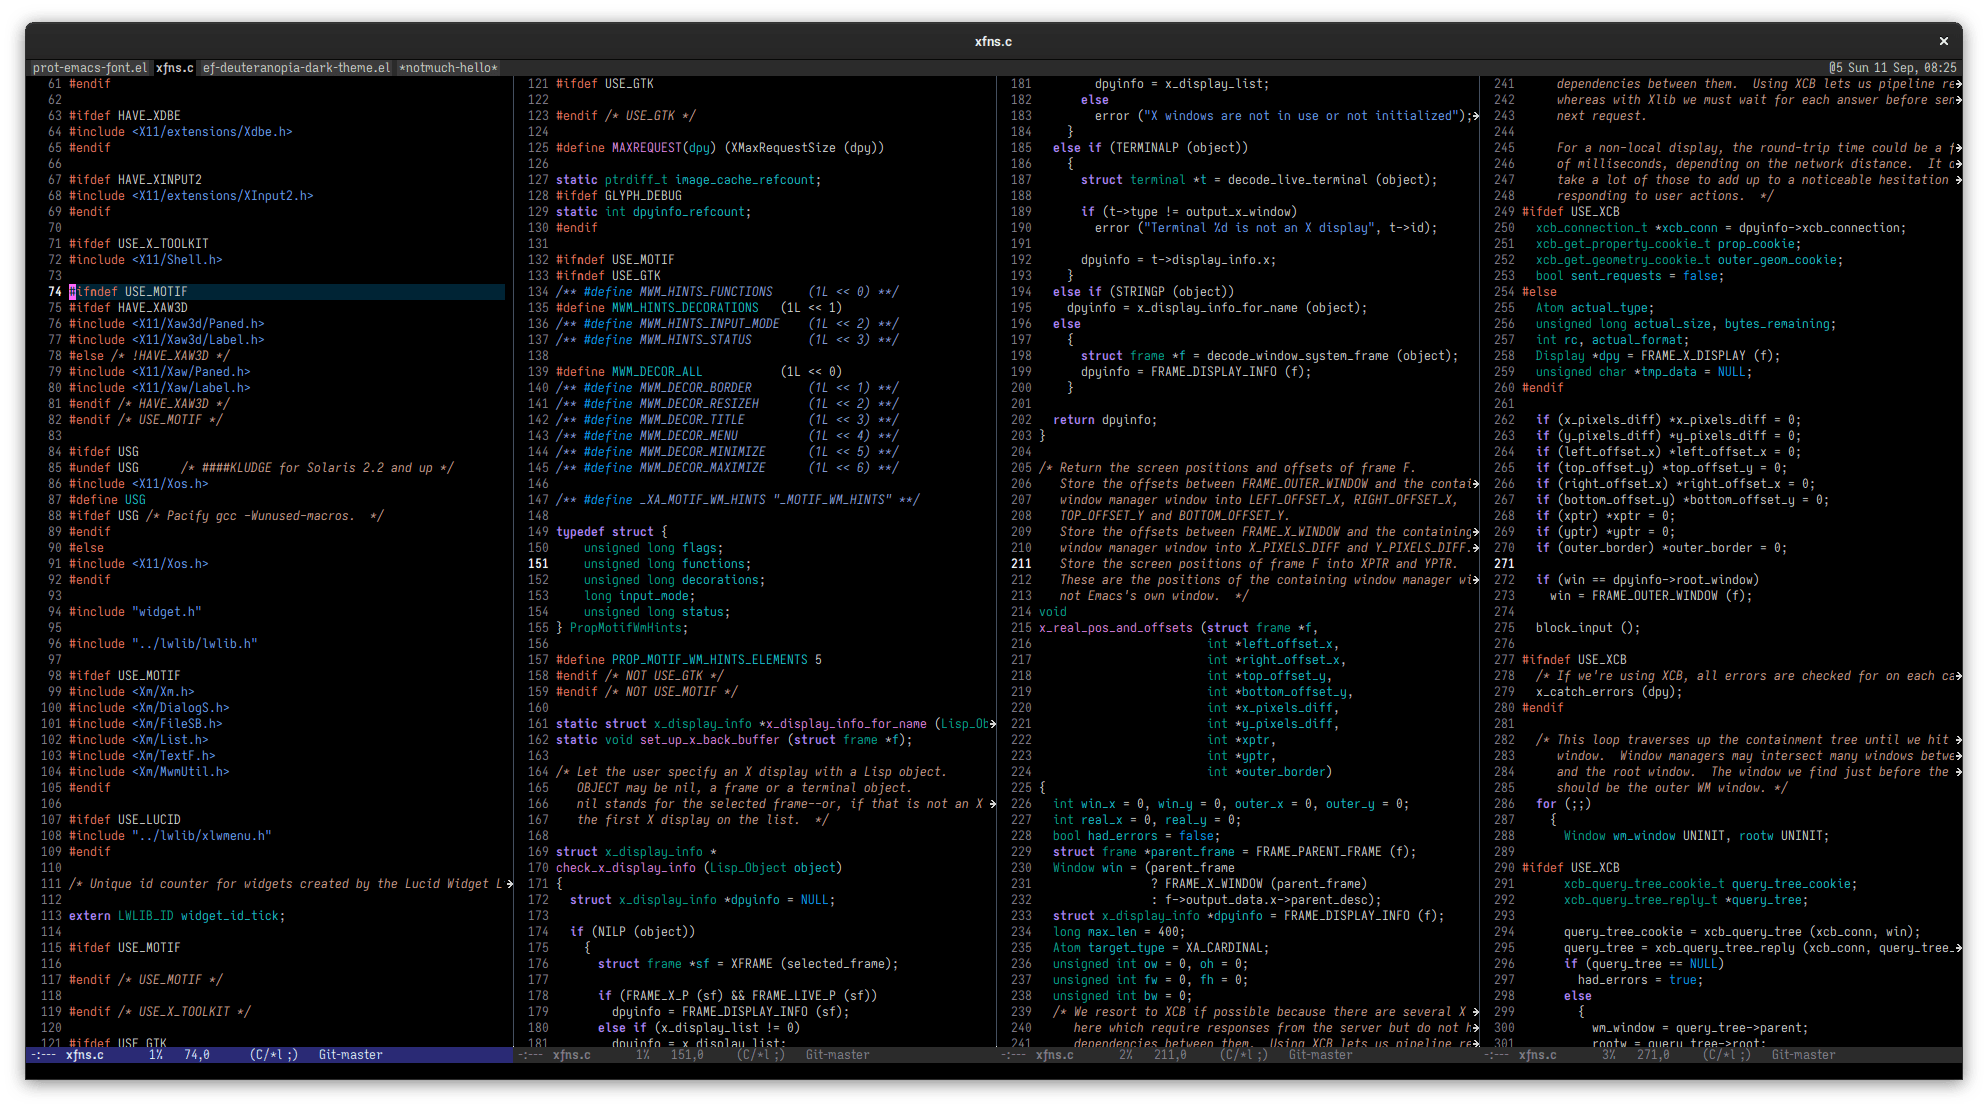 xfns.c
prot-emacs-font.el xfns.c ef-deuteranopia-dark-theme.el *notmuch-hello*
@5 Sun 11 Sep, 08:25
61 #endif
62
63 #ifdef HAVE_XDBE
64 #include <X11/extensions/Xdbe.h>
65 #endif
66
67 #ifdef HAVE_XINPUT2
68 #include <X11/extensions/XInput2.h>
69 #endif
70
71 #ifdef USE_X_TOOLKIT
72 #include <X11/Shell.h>
73
74 #ifndef USE_MOTIF
75 #ifdef HAVE_XAW3D
76 #include <X11/Xaw3d/Paned.h>
77 #include <X11/Xaw3d/Label.h>
78 #else /* !HAVE_XAW3D */
79 #include <X11/Xaw/Paned.h>
80 #include <X11/Xaw/Label.h>
81 #endif /* HAVE_XAW3D */
82 #endif /* USE_MOTIF */
83
84 #ifdef USG
85 #undef USG      /* ####KLUDGE for Solaris 2.2 and up */
86 #include <X11/Xos.h>
87 #define USG
88 #ifdef USG /* Pacify gcc -Wunused-macros.  */
89 #endif
90 #else
91 #include <X11/Xos.h>
92 #endif
93
94 #include "widget.h"
95
96 #include "../lwlib/lwlib.h"
97
98 #ifdef USE_MOTIF
99 #include <Xm/Xm.h>
100 #include <Xm/DialogS.h>
101 #include <Xm/FileSB.h>
102 #include <Xm/List.h>
103 #include <Xm/TextF.h>
104 #include <Xm/MwmUtil.h>
105 #endif
106
107 #ifdef USE_LUCID
108 #include "../lwlib/xlwmenu.h"
109 #endif
110
111 /* Unique id counter for widgets created by the Lucid Widget L
112
113 extern LWLIB_ID widget_id_tick;
114
115 #ifdef USE_MOTIF
116
117 #endif /* USE_MOTIF */
118
119 #endif /* USE_X_TOOLKIT */
120
121 #ifdef USE_GTK
-:--- xfns.c 1% 74,0 (C/*l ;) Git-master
121 #ifdef USE_GTK
122
123 #endif /* USE_GTK */
124
125 #define MAXREQUEST(dpy) (XMaxRequestSize (dpy))
126
127 static ptrdiff_t image_cache_refcount;
128 #ifdef GLYPH_DEBUG
129 static int dpyinfo_refcount;
130 #endif
131
132 #ifndef USE_MOTIF
133 #ifndef USE_GTK
134 /** #define MWM_HINTS_FUNCTIONS     (1L << 0) **/
135 #define MWM_HINTS_DECORATIONS   (1L << 1)
136 /** #define MWM_HINTS_INPUT_MODE    (1L << 2) **/
137 /** #define MWM_HINTS_STATUS        (1L << 3) **/
138
139 #define MWM_DECOR_ALL           (1L << 0)
140 /** #define MWM_DECOR_BORDER        (1L << 1) **/
141 /** #define MWM_DECOR_RESIZEH       (1L << 2) **/
142 /** #define MWM_DECOR_TITLE         (1L << 3) **/
143 /** #define MWM_DECOR_MENU          (1L << 4) **/
144 /** #define MWM_DECOR_MINIMIZE      (1L << 5) **/
145 /** #define MWM_DECOR_MAXIMIZE      (1L << 6) **/
146
147 /** #define _XA_MOTIF_WM_HINTS "_MOTIF_WM_HINTS" **/
148
149 typedef struct {
150     unsigned long flags;
151     unsigned long functions;
152     unsigned long decorations;
153     long input_mode;
154     unsigned long status;
155 } PropMotifWmHints;
156
157 #define PROP_MOTIF_WM_HINTS_ELEMENTS 5
158 #endif /* NOT USE_GTK */
159 #endif /* NOT USE_MOTIF */
160
161 static struct x_display_info *x_display_info_for_name (Lisp_Ob
162 static void set_up_x_back_buffer (struct frame *f);
163
164 /* Let the user specify an X display with a Lisp object.
165    OBJECT may be nil, a frame or a terminal object.
166    nil stands for the selected frame--or, if that is not an X
167    the first X display on the list.  */
168
169 struct x_display_info *
170 check_x_display_info (Lisp_Object object)
171 {
172   struct x_display_info *dpyinfo = NULL;
173
174   if (NILP (object))
175     {
176       struct frame *sf = XFRAME (selected_frame);
177
178       if (FRAME_X_P (sf) && FRAME_LIVE_P (sf))
179         dpyinfo = FRAME_DISPLAY_INFO (sf);
180       else if (x_display_list != 0)
181         dpyinfo = x_display_list;
-:--- xfns.c 1% 151,0 (C/*l ;) Git-master
181         dpyinfo = x_display_list;
182       else
183         error ("X windows are not in use or not initialized");
184     }
185   else if (TERMINALP (object))
186     {
187       struct terminal *t = decode_live_terminal (object);
188
189       if (t->type != output_x_window)
190         error ("Terminal %d is not an X display", t->id);
191
192       dpyinfo = t->display_info.x;
193     }
194   else if (STRINGP (object))
195     dpyinfo = x_display_info_for_name (object);
196   else
197     {
198       struct frame *f = decode_window_system_frame (object);
199       dpyinfo = FRAME_DISPLAY_INFO (f);
200     }
201
202   return dpyinfo;
203 }
204
205 /* Return the screen positions and offsets of frame F.
206    Store the offsets between FRAME_OUTER_WINDOW and the contai
207    window manager window into LEFT_OFFSET_X, RIGHT_OFFSET_X,
208    TOP_OFFSET_Y and BOTTOM_OFFSET_Y.
209    Store the offsets between FRAME_X_WINDOW and the containing
210    window manager window into X_PIXELS_DIFF and Y_PIXELS_DIFF.
211    Store the screen positions of frame F into XPTR and YPTR.
212    These are the positions of the containing window manager wi
213    not Emacs's own window.  */
214 void
215 x_real_pos_and_offsets (struct frame *f,
216                         int *left_offset_x,
217                         int *right_offset_x,
218                         int *top_offset_y,
219                         int *bottom_offset_y,
220                         int *x_pixels_diff,
221                         int *y_pixels_diff,
222                         int *xptr,
223                         int *yptr,
224                         int *outer_border)
225 {
226   int win_x = 0, win_y = 0, outer_x = 0, outer_y = 0;
227   int real_x = 0, real_y = 0;
228   bool had_errors = false;
229   struct frame *parent_frame = FRAME_PARENT_FRAME (f);
230   Window win = (parent_frame
231                 ? FRAME_X_WINDOW (parent_frame)
232                 : f->output_data.x->parent_desc);
233   struct x_display_info *dpyinfo = FRAME_DISPLAY_INFO (f);
234   long max_len = 400;
235   Atom target_type = XA_CARDINAL;
236   unsigned int ow = 0, oh = 0;
237   unsigned int fw = 0, fh = 0;
238   unsigned int bw = 0;
239   /* We resort to XCB if possible because there are several X
240      here which require responses from the server but do not h
241      dependencies between them.  Using XCB lets us pipeline re
-:--- xfns.c 2% 211,0 (C/*l ;) Git-master
241      dependencies between them.  Using XCB lets us pipeline re
242      whereas with Xlib we must wait for each answer before sen
243      next request.
244
245      For a non-local display, the round-trip time could be a f
246      of milliseconds, depending on the network distance.  It c
247      take a lot of those to add up to a noticeable hesitation
248      responding to user actions.  */
249 #ifdef USE_XCB
250   xcb_connection_t *xcb_conn = dpyinfo->xcb_connection;
251   xcb_get_property_cookie_t prop_cookie;
252   xcb_get_geometry_cookie_t outer_geom_cookie;
253   bool sent_requests = false;
254 #else
255   Atom actual_type;
256   unsigned long actual_size, bytes_remaining;
257   int rc, actual_format;
258   Display *dpy = FRAME_X_DISPLAY (f);
259   unsigned char *tmp_data = NULL;
260 #endif
261
262   if (x_pixels_diff) *x_pixels_diff = 0;
263   if (y_pixels_diff) *y_pixels_diff = 0;
264   if (left_offset_x) *left_offset_x = 0;
265   if (top_offset_y) *top_offset_y = 0;
266   if (right_offset_x) *right_offset_x = 0;
267   if (bottom_offset_y) *bottom_offset_y = 0;
268   if (xptr) *xptr = 0;
269   if (yptr) *yptr = 0;
270   if (outer_border) *outer_border = 0;
271
272   if (win == dpyinfo->root_window)
273     win = FRAME_OUTER_WINDOW (f);
274
275   block_input ();
276
277 #ifndef USE_XCB
278   /* If we're using XCB, all errors are checked for on each ca
279   x_catch_errors (dpy);
280 #endif
281
282   /* This loop traverses up the containment tree until we hit
283      window.  Window managers may intersect many windows betwe
284      and the root window.  The window we find just before the
285      should be the outer WM window. */
286   for (;;)
287     {
288       Window wm_window UNINIT, rootw UNINIT;
289
290 #ifdef USE_XCB
291       xcb_query_tree_cookie_t query_tree_cookie;
292       xcb_query_tree_reply_t *query_tree;
293
294       query_tree_cookie = xcb_query_tree (xcb_conn, win);
295       query_tree = xcb_query_tree_reply (xcb_conn, query_tree_
296       if (query_tree == NULL)
297         had_errors = true;
298       else
299         {
300           wm_window = query_tree->parent;
301           rootw = query_tree->root;
-:--- xfns.c 3% 271,0 (C/*l ;) Git-master